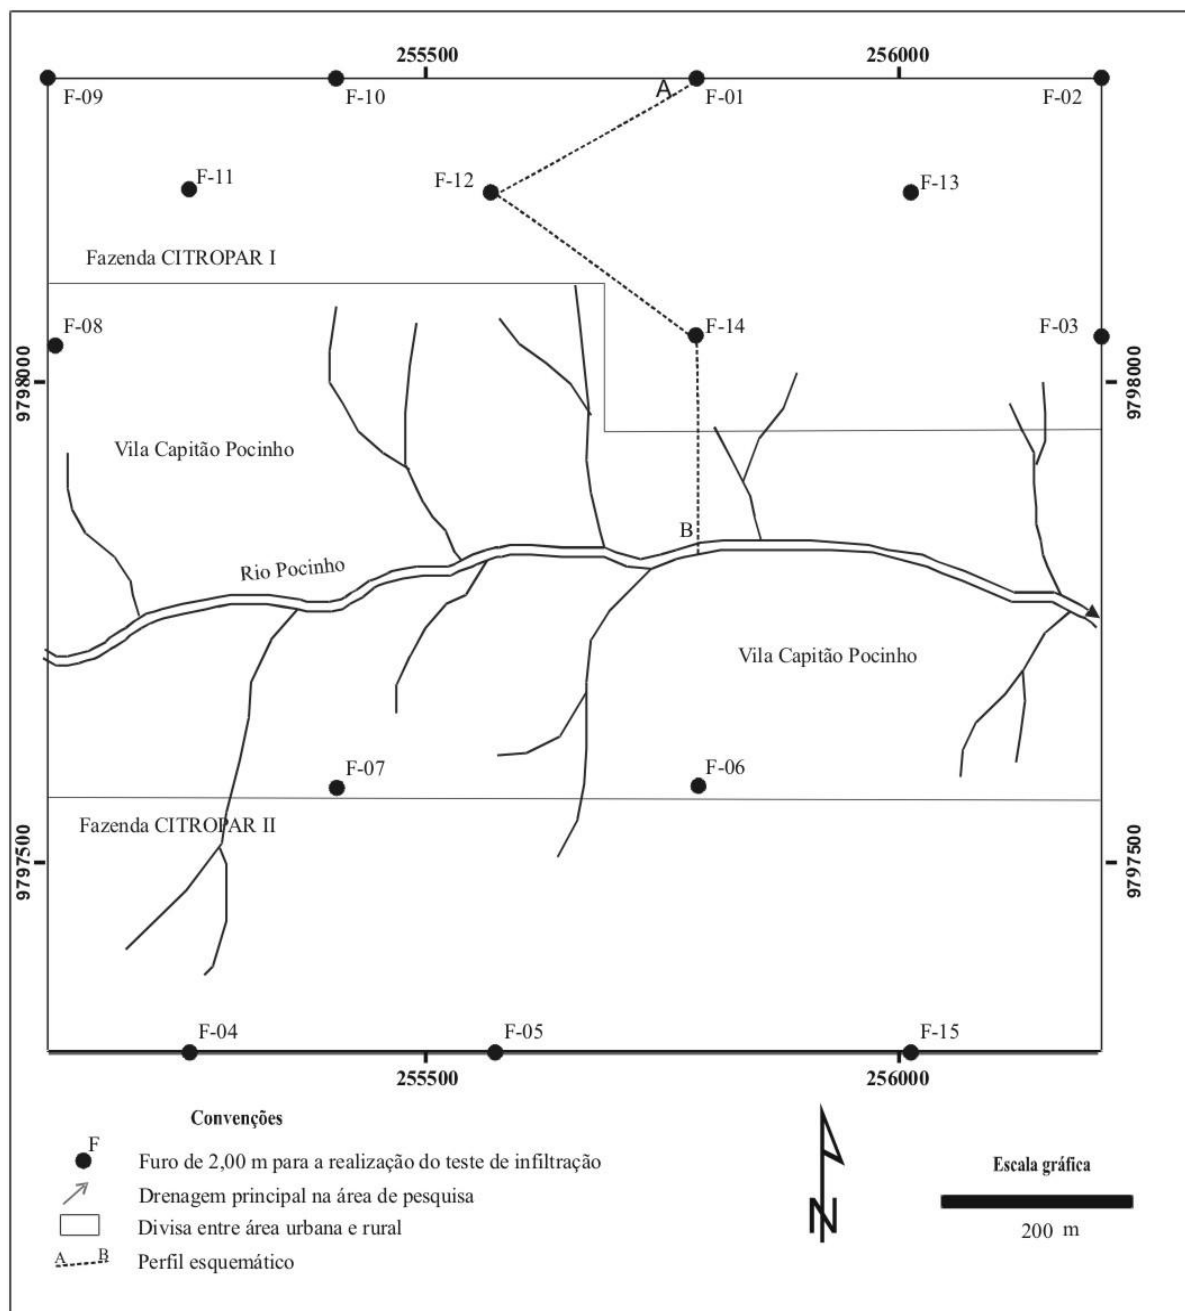 255500
256000
A
F-09
F-10
F-01
F-02
F-11
F-12
F-13
Fazenda CITROPAR I
F-08
F-14
F-03
9798000
9798000
Vila Capitão Pocinho
B
Rio Pocinho
Vila Capitão Pocinho
F-07
F-06
Fazenda CITROPAR II
9797500
9797500
F-04
F-05
F-15
255500
256000
Convenções
F
Furo de 2,00 m para a realização do teste de infiltração
Drenagem principal na área de pesquisa
Divisa entre área urbana e rural
A B
Perfil esquemático
N
Escala gráfica
200 m